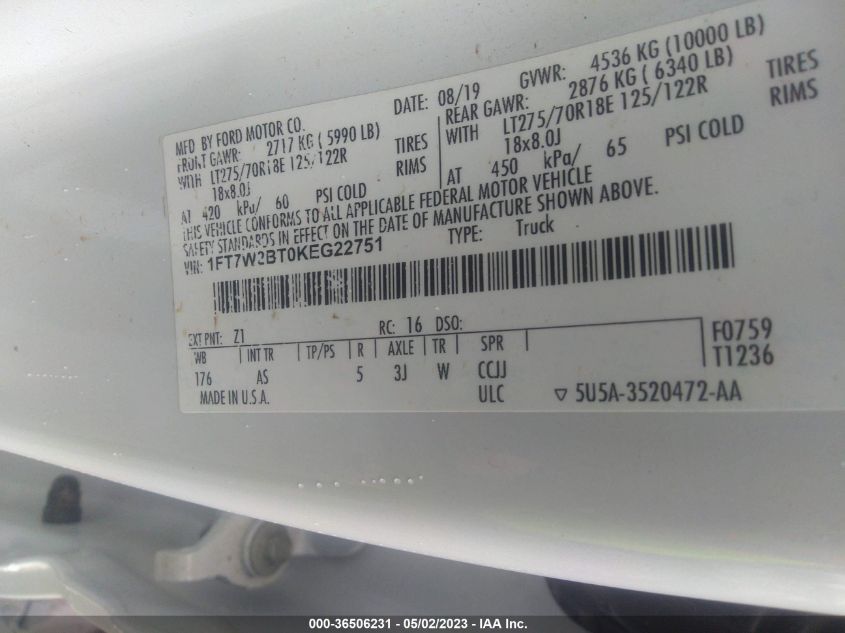 MFD BY FORD MOTOR CO. DATE: 08/19 GVWR: 4536 KG (10000 LB)
FRONT GAWR: 2717 KG ( 5990 LB) REAR GAWR: 2876 KG ( 6340 LB)
WITH LT275/70R18E 125/122R TIRES WITH LT275/70R18E 125/122R TIRES
18x8.0J RIMS 18x8.0J RIMS
AT 420 kPa/ 60 PSI COLD AT 450 kPa/ 65 PSI COLD
THIS VEHICLE CONFORMS TO ALL APPLICABLE FEDERAL MOTOR VEHICLE
SAFETY STANDARDS IN EFFECT ON THE DATE OF MANUFACTURE SHOWN ABOVE.
VIN: 1FT7W2BT0KEG22751 TYPE: Truck
EXT PNT: Z1 RC: 16 DSO: F0759
WB INT TR TP/PS R AXLE TR SPR T1236
176 AS 5 3J W CCJJ
MADE IN U.S.A. ULC ▽ 5U5A-3520472-AA
000-36506231 - 05/02/2023 - IAA Inc.